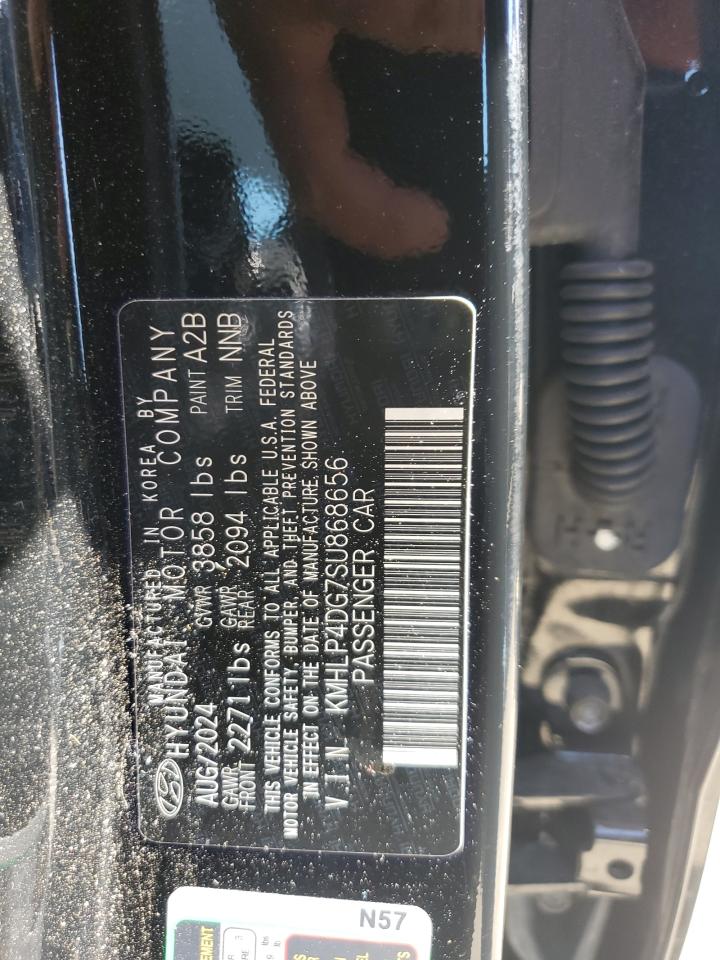 MANUFACTURED IN KOREA BY
HYUNDAI MOTOR COMPANY
AUG/2024 GVWR 3858 lbs PAINT A2B
GAWR FRONT 2271 lbs GAWR REAR 2094 lbs TRIM NNB
THIS VEHICLE CONFORMS TO ALL APPLICABLE U.S.A. FEDERAL
MOTOR VEHICLE SAFETY, BUMPER, AND THEFT PREVENTION STANDARDS
IN EFFECT ON THE DATE OF MANUFACTURE, SHOWN ABOVE
V.I.N KMHLP4DG7SU868656
PASSENGER CAR
N57